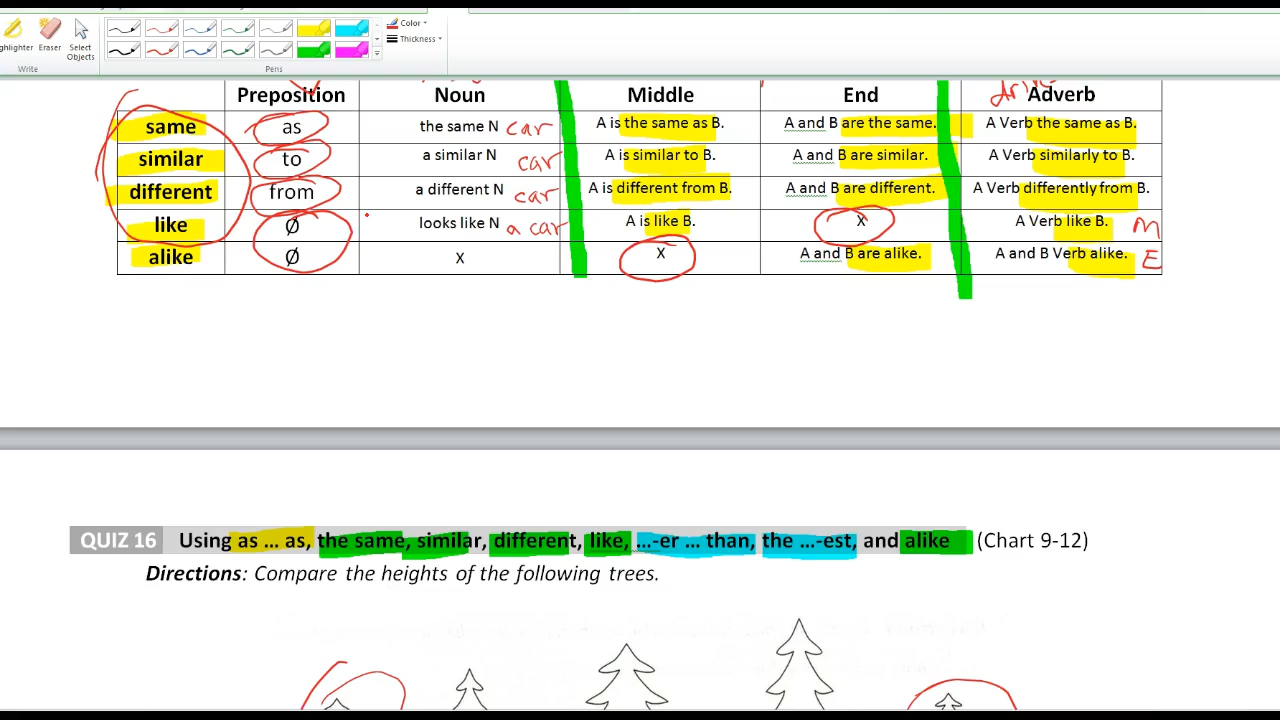 Color
Thickness
ighlighter Eraser Select Objects
Write Pens
Preposition Noun Middle End Adverb
same as the same N car A is the same as B. A and B are the same. A Verb the same as B.
similar to a similar N car A is similar to B. A and B are similar. A Verb similarly to B.
different from a different N car A is different from B. A and B are different. A Verb differently from B.
like Ø looks like N a car A is like B. X A Verb like B. M
alike Ø X X A and B are alike. A and B Verb alike. E
QUIZ 16 Using as ... as, the same, similar, different, like, ...-er ... than, the ...-est, and alike (Chart 9-12)
Directions: Compare the heights of the following trees.